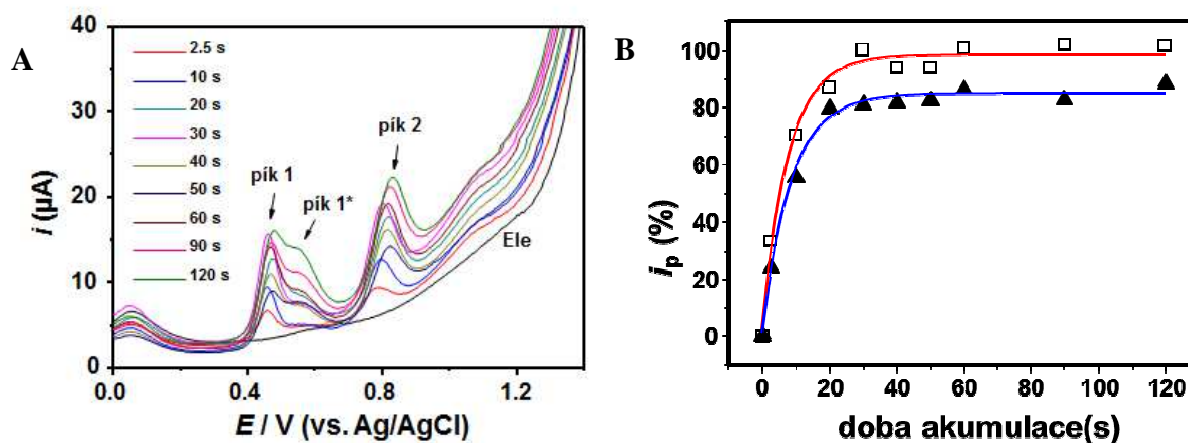 A
40
30
20
10
0
i (µA)
2.5 s
10 s
20 s
30 s
40 s
50 s
60 s
90 s
120 s
pík 1
pík 1*
pík 2
Ele
0.0 0.4 0.8 1.2
E / V (vs. Ag/AgCl)
B
100
80
60
40
20
0
ip (%)
0 20 40 60 80 100 120
doba akumulace(s)